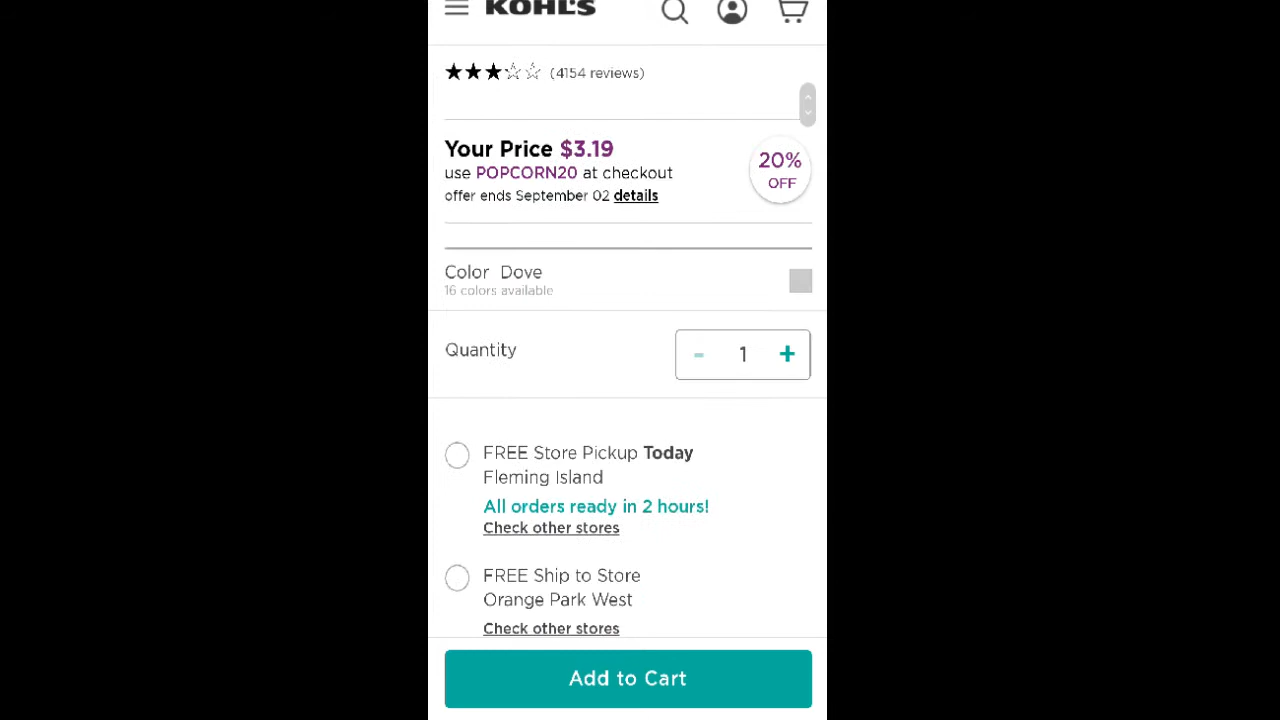 KOHL'S
(4154 reviews)
Your Price $3.19
use POPCORN20 at checkout
offer ends September 02 details
20%
OFF
Color Dove
16 colors available
Quantity
- 1 +
FREE Store Pickup Today
Fleming Island
All orders ready in 2 hours!
Check other stores
FREE Ship to Store
Orange Park West
Check other stores
Add to Cart